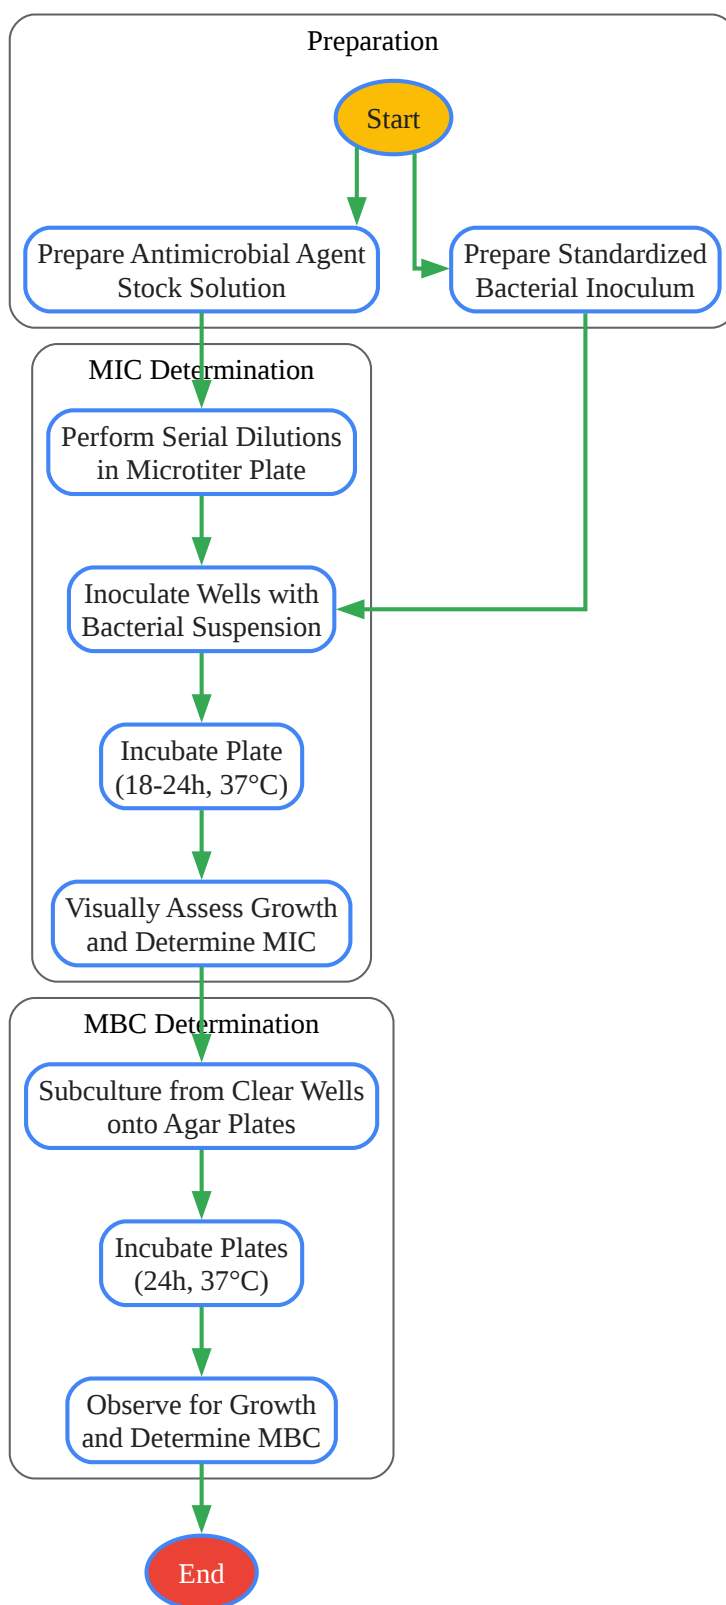 Preparation
Start
Prepare Antimicrobial Agent
Stock Solution
Prepare Standardized
Bacterial Inoculum
MIC Determination
Perform Serial Dilutions
in Microtiter Plate
Inoculate Wells with
Bacterial Suspension
Incubate Plate
(18-24h, 37°C)
Visually Assess Growth
and Determine MIC
MBC Determination
Subculture from Clear Wells
onto Agar Plates
Incubate Plates
(24h, 37°C)
Observe for Growth
and Determine MBC
End